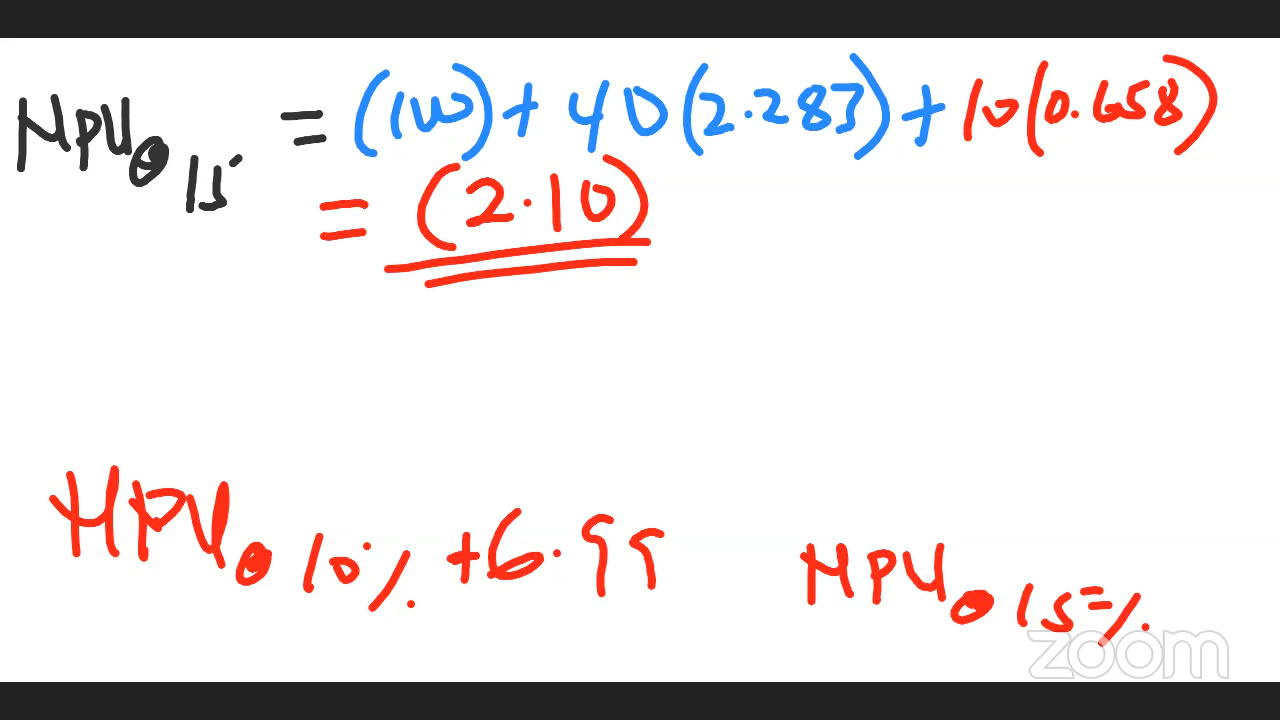 NPV@15 = (100) + 40(2.283) + 10(0.658)
= (2.10)
NPV@10% +6.99 NPV@15%
zoom